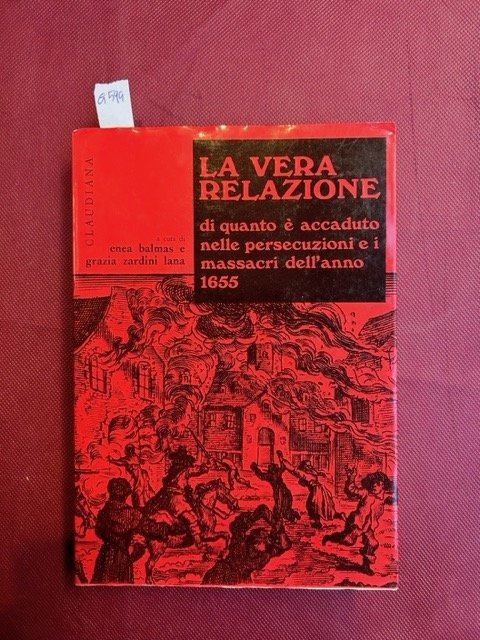 LA VERA
RELAZIONE
di quanto è accaduto
nelle persecuzioni e i
massacri dell'anno
1655
CLAUDIANA
a cura di
enea balmas e
grazia zardini lana